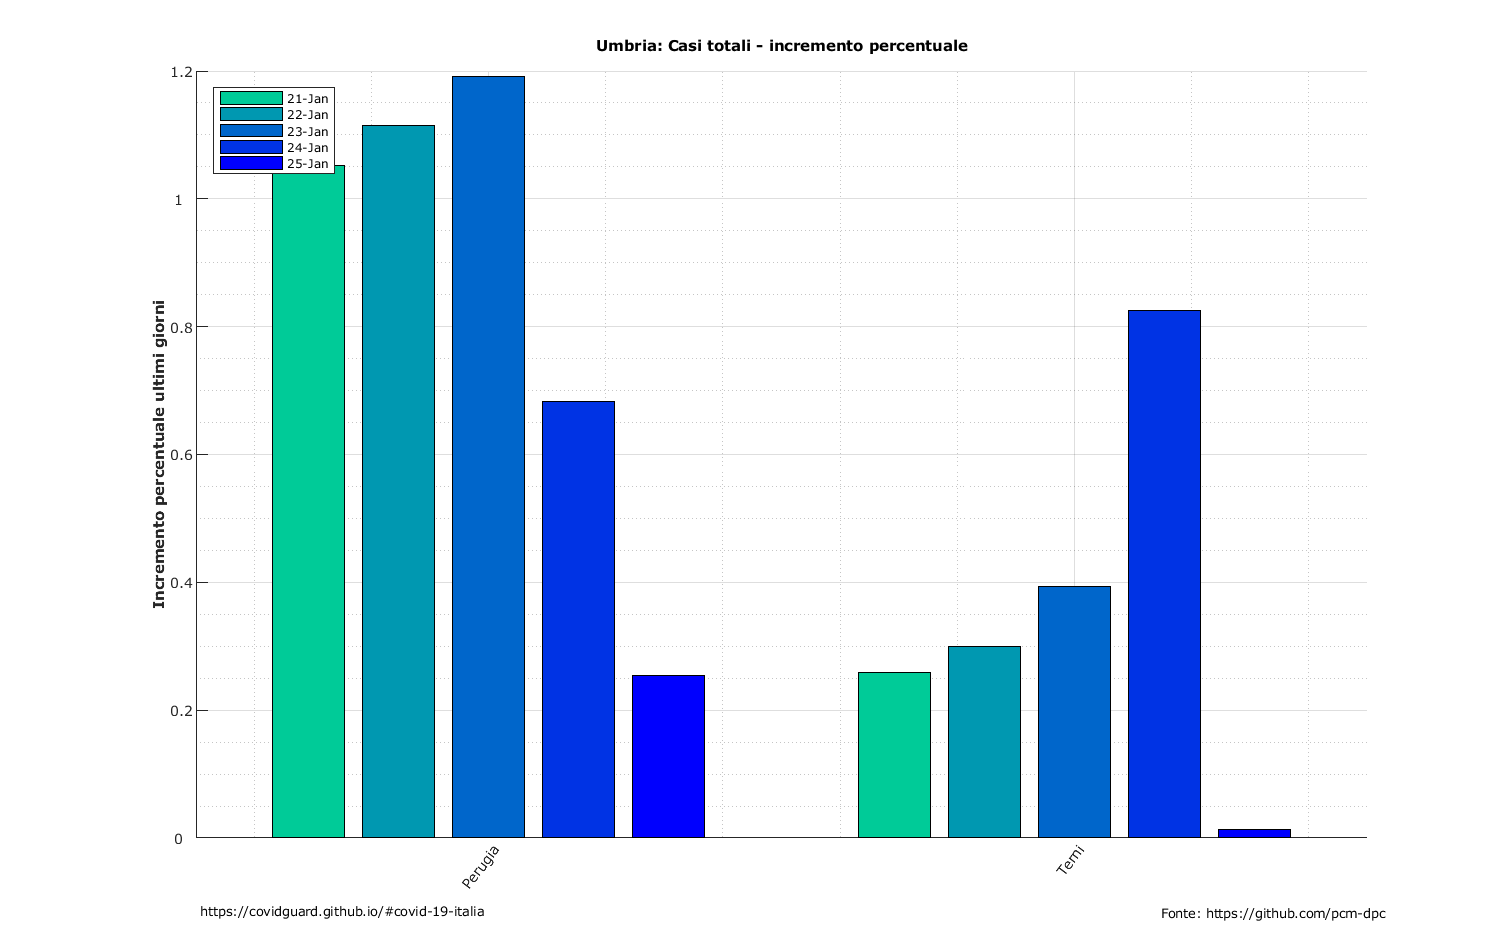 Umbria: Casi totali - incremento percentuale
Incremento percentuale ultimi giorni
1.2
1
0.8
0.6
0.4
0.2
0
21-Jan
22-Jan
23-Jan
24-Jan
25-Jan
Perugia
Terni
https://covidguard.github.io/#covid-19-italia
Fonte: https://github.com/pcm-dpc